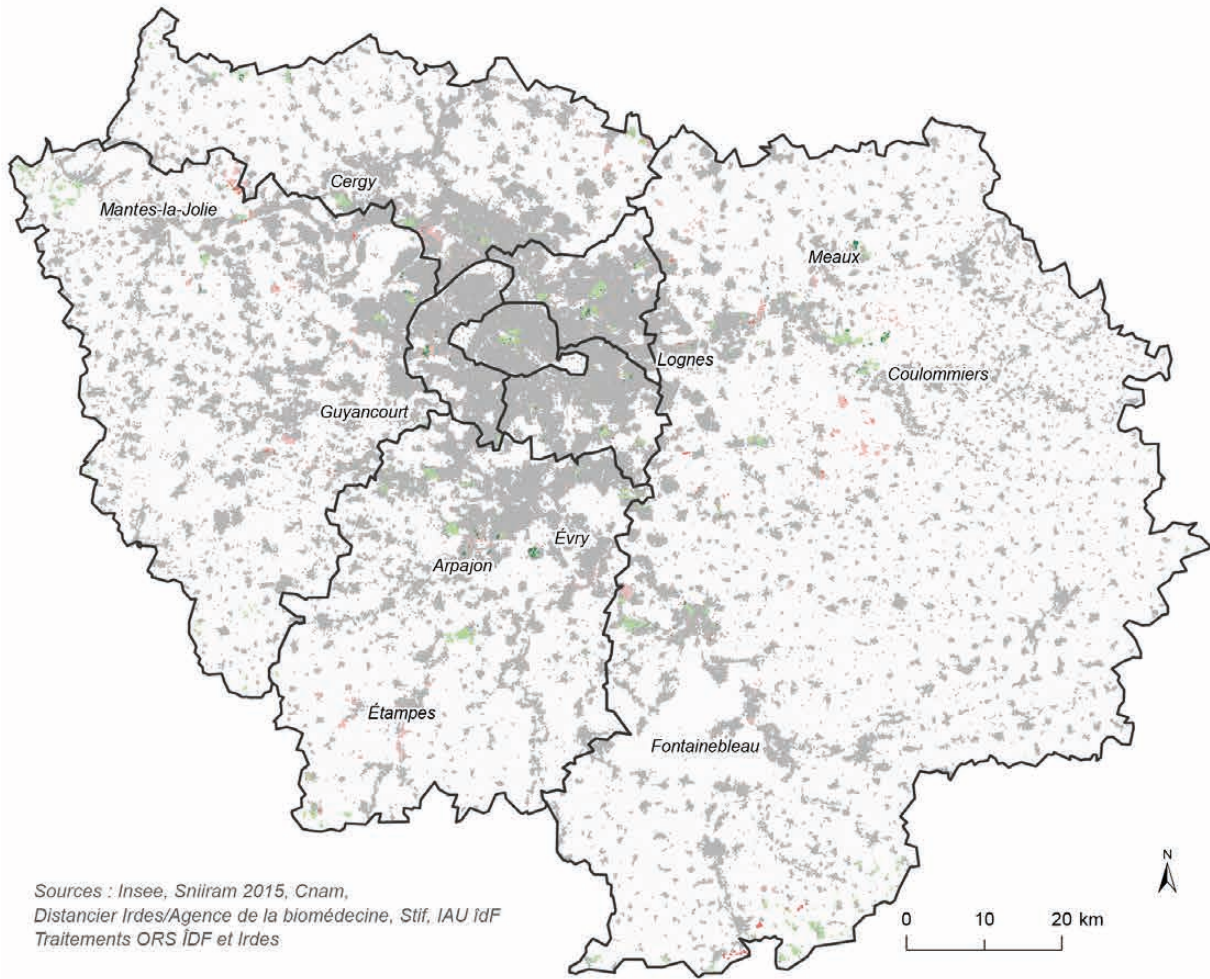 Cergy
Mantes-la-Jolie
Meaux
Lognes
Coulommiers
Guyancourt
Évry
Arpajon
Étampes
Fontainebleau
N
Sources : Insee, Sniiram 2015, Cnam,
Distancier Irdes/Agence de la biomédecine, Stif, IAU îdF
Traitements ORS ÎDF et Irdes
0 10 20 km